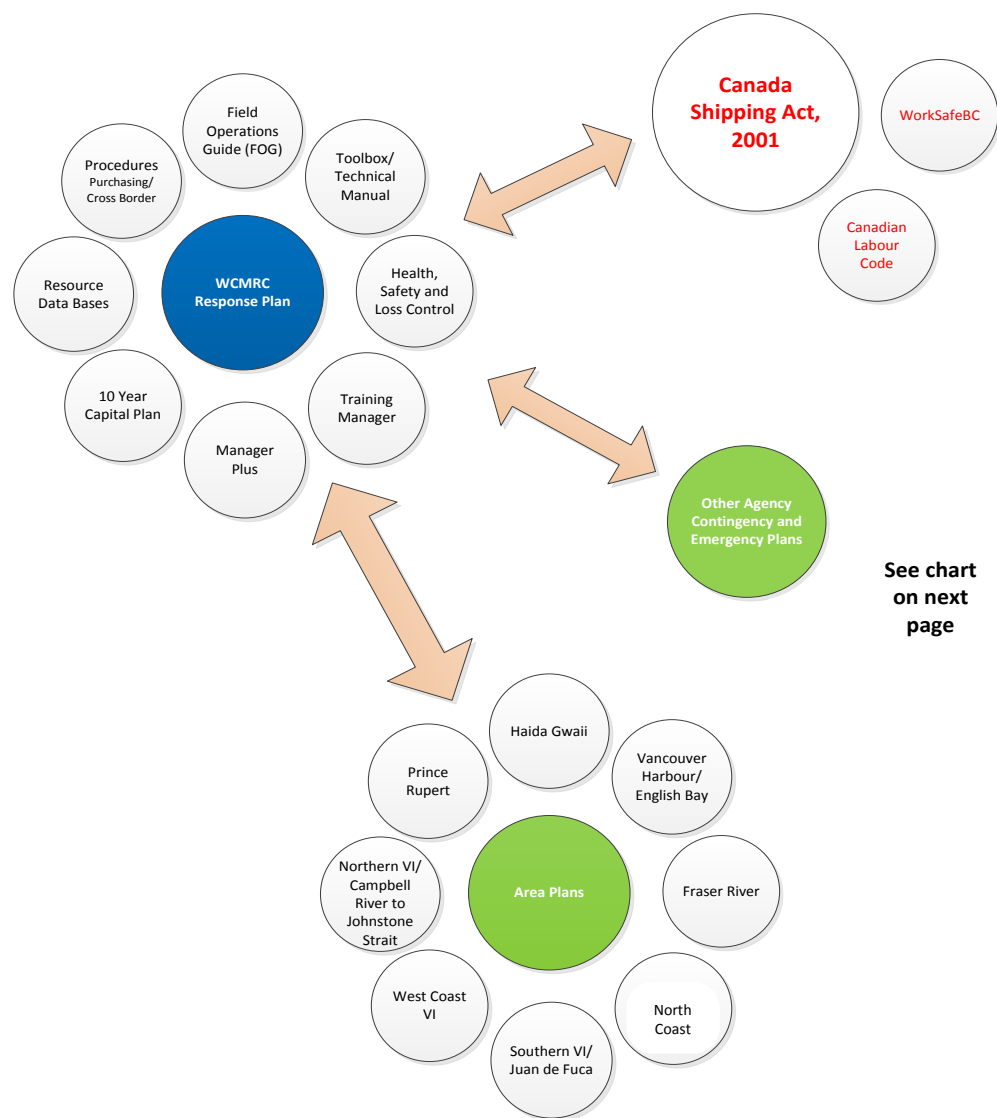 Canada
Shipping Act,
2001
WorkSafeBC
Canadian
Labour
Code
Field
Operations
Guide (FOG)
Procedures
Purchasing/
Cross Border
Toolbox/
Technical
Manual
Resource
Data Bases
WCMRC
Response Plan
Health,
Safety and
Loss Control
10 Year
Capital Plan
Training
Manager
Manager
Plus
Other Agency
Contingency and
Emergency Plans
See chart
on next
page
Haida Gwaii
Prince
Rupert
Vancouver
Harbour/
English Bay
Northern VI/
Campbell
River to
Johnstone
Strait
Area Plans
Fraser River
West Coast
VI
North
Coast
Southern VI/
Juan de Fuca